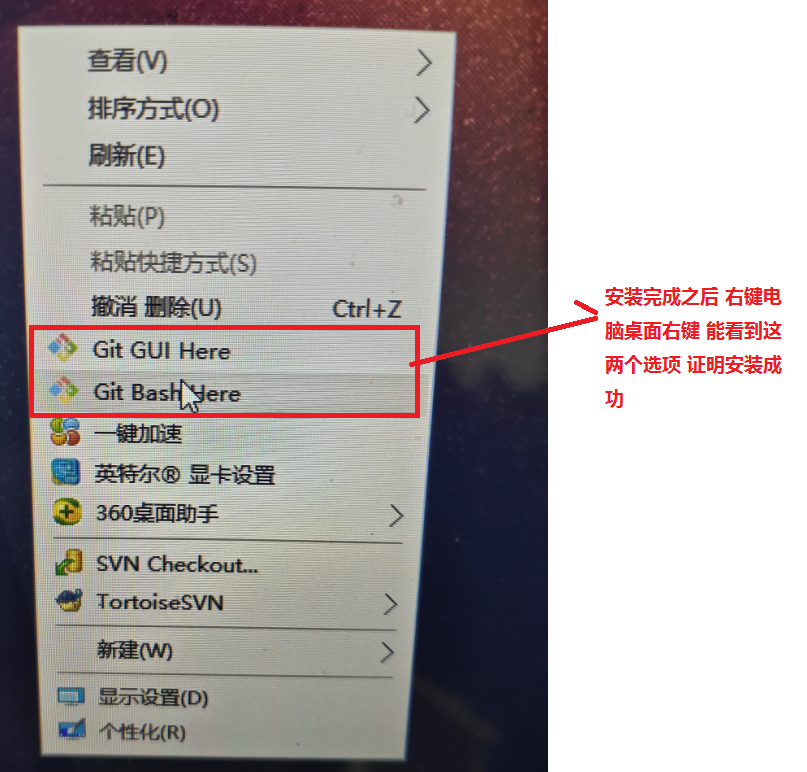 查看(V)
排序方式(O)
刷新(E)
粘贴(P)
粘贴快捷方式(S)
撤消 删除(U) Ctrl+Z
Git GUI Here
Git Bash Here
一键加速
英特尔® 显卡设置
360桌面助手
SVN Checkout...
TortoiseSVN
新建(W)
显示设置(D)
个性化(R)
安装完成之后 右键电
脑桌面右键 能看到这
两个选项 证明安装成
功